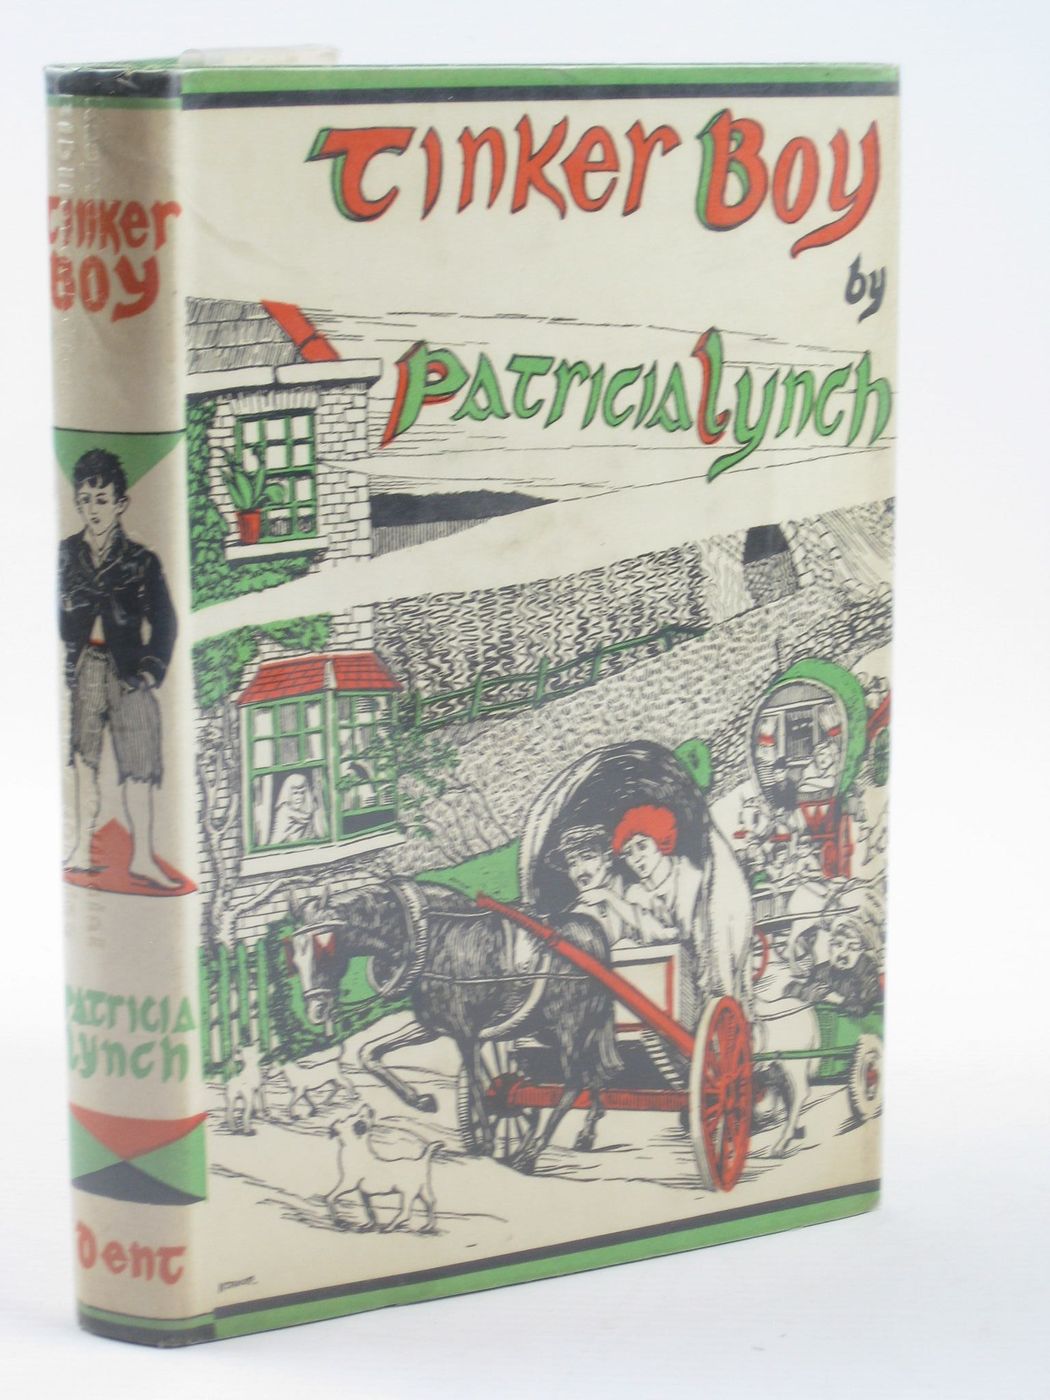 Tinker Boy
by
Patricia Lynch
Tinker
Boy
Patricia
Lynch
Dent